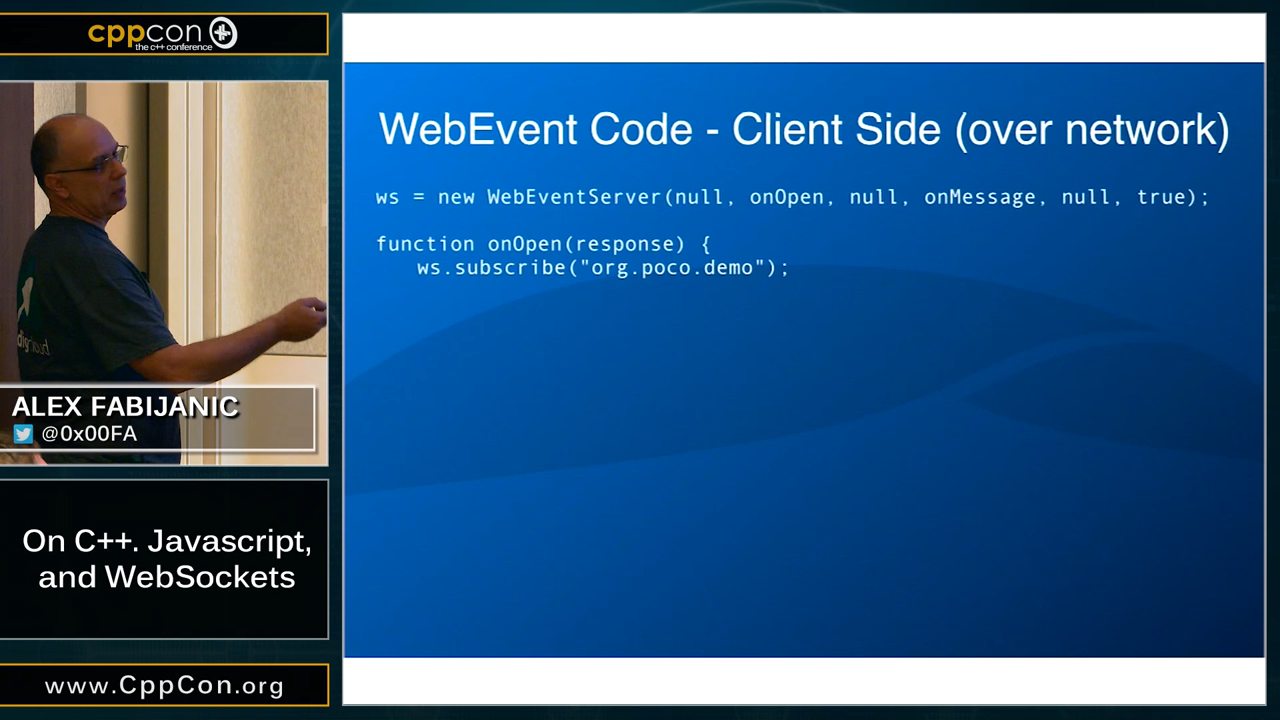 cppcon
the c++ conference
WebEvent Code - Client Side (over network)
ws = new WebEventServer(null, onOpen, null, onMessage, null, true);
function onOpen(response) {
ws.subscribe("org.poco.demo");
ALEX FABIJANIC
@0x00FA
On C++. Javascript,
and WebSockets
www.CppCon.org